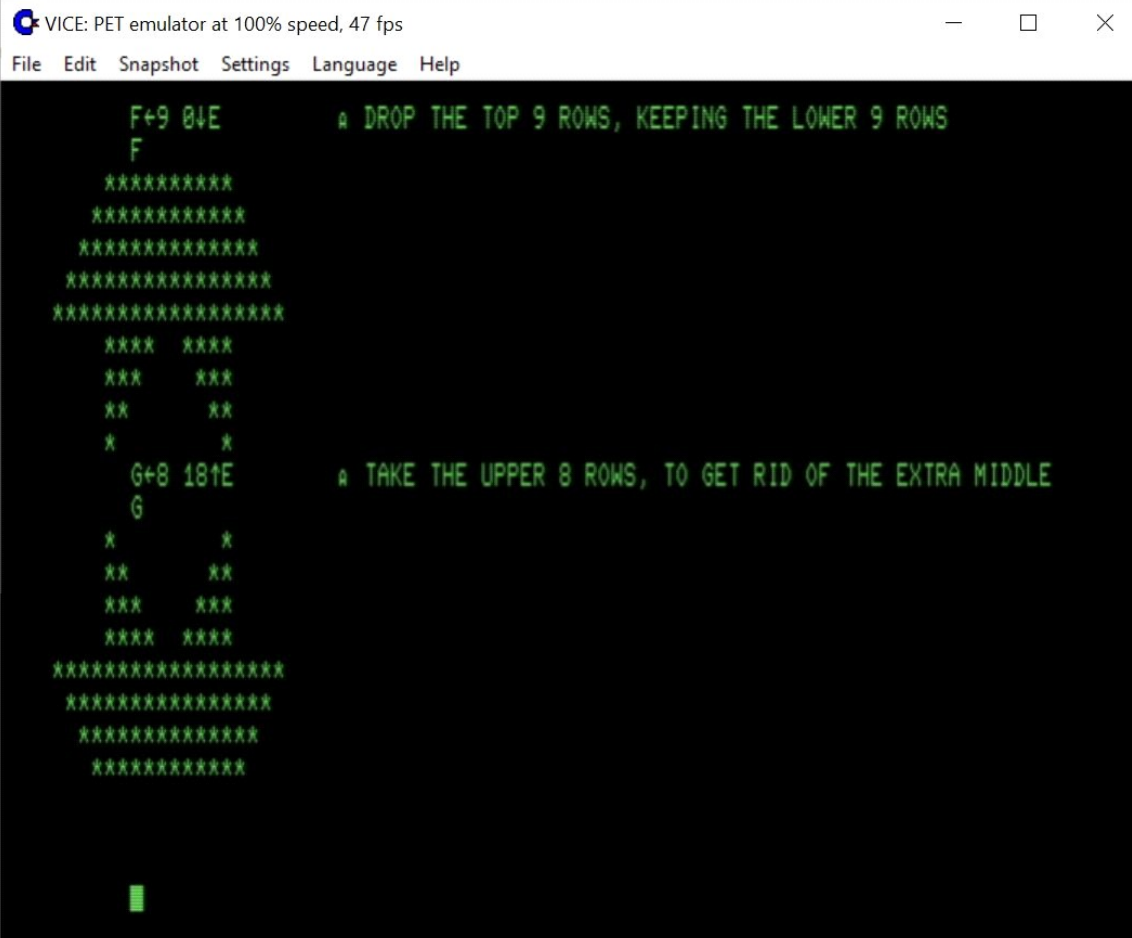 VICE: PET emulator at 100% speed, 47 fps
File Edit Snapshot Settings Language Help
      F←9 0↓E         ⍝ DROP THE TOP 9 ROWS, KEEPING THE LOWER 9 ROWS
      F
    **********
   ************
  **************
 ****************
******************
    ****  ****
    ***    ***
    **      **
    *        *
      G←8 18↑E        ⍝ TAKE THE UPPER 8 ROWS, TO GET RID OF THE EXTRA MIDDLE
      G
    *        *
    **      **
    ***    ***
    ****  ****
******************
 ****************
  **************
   ************